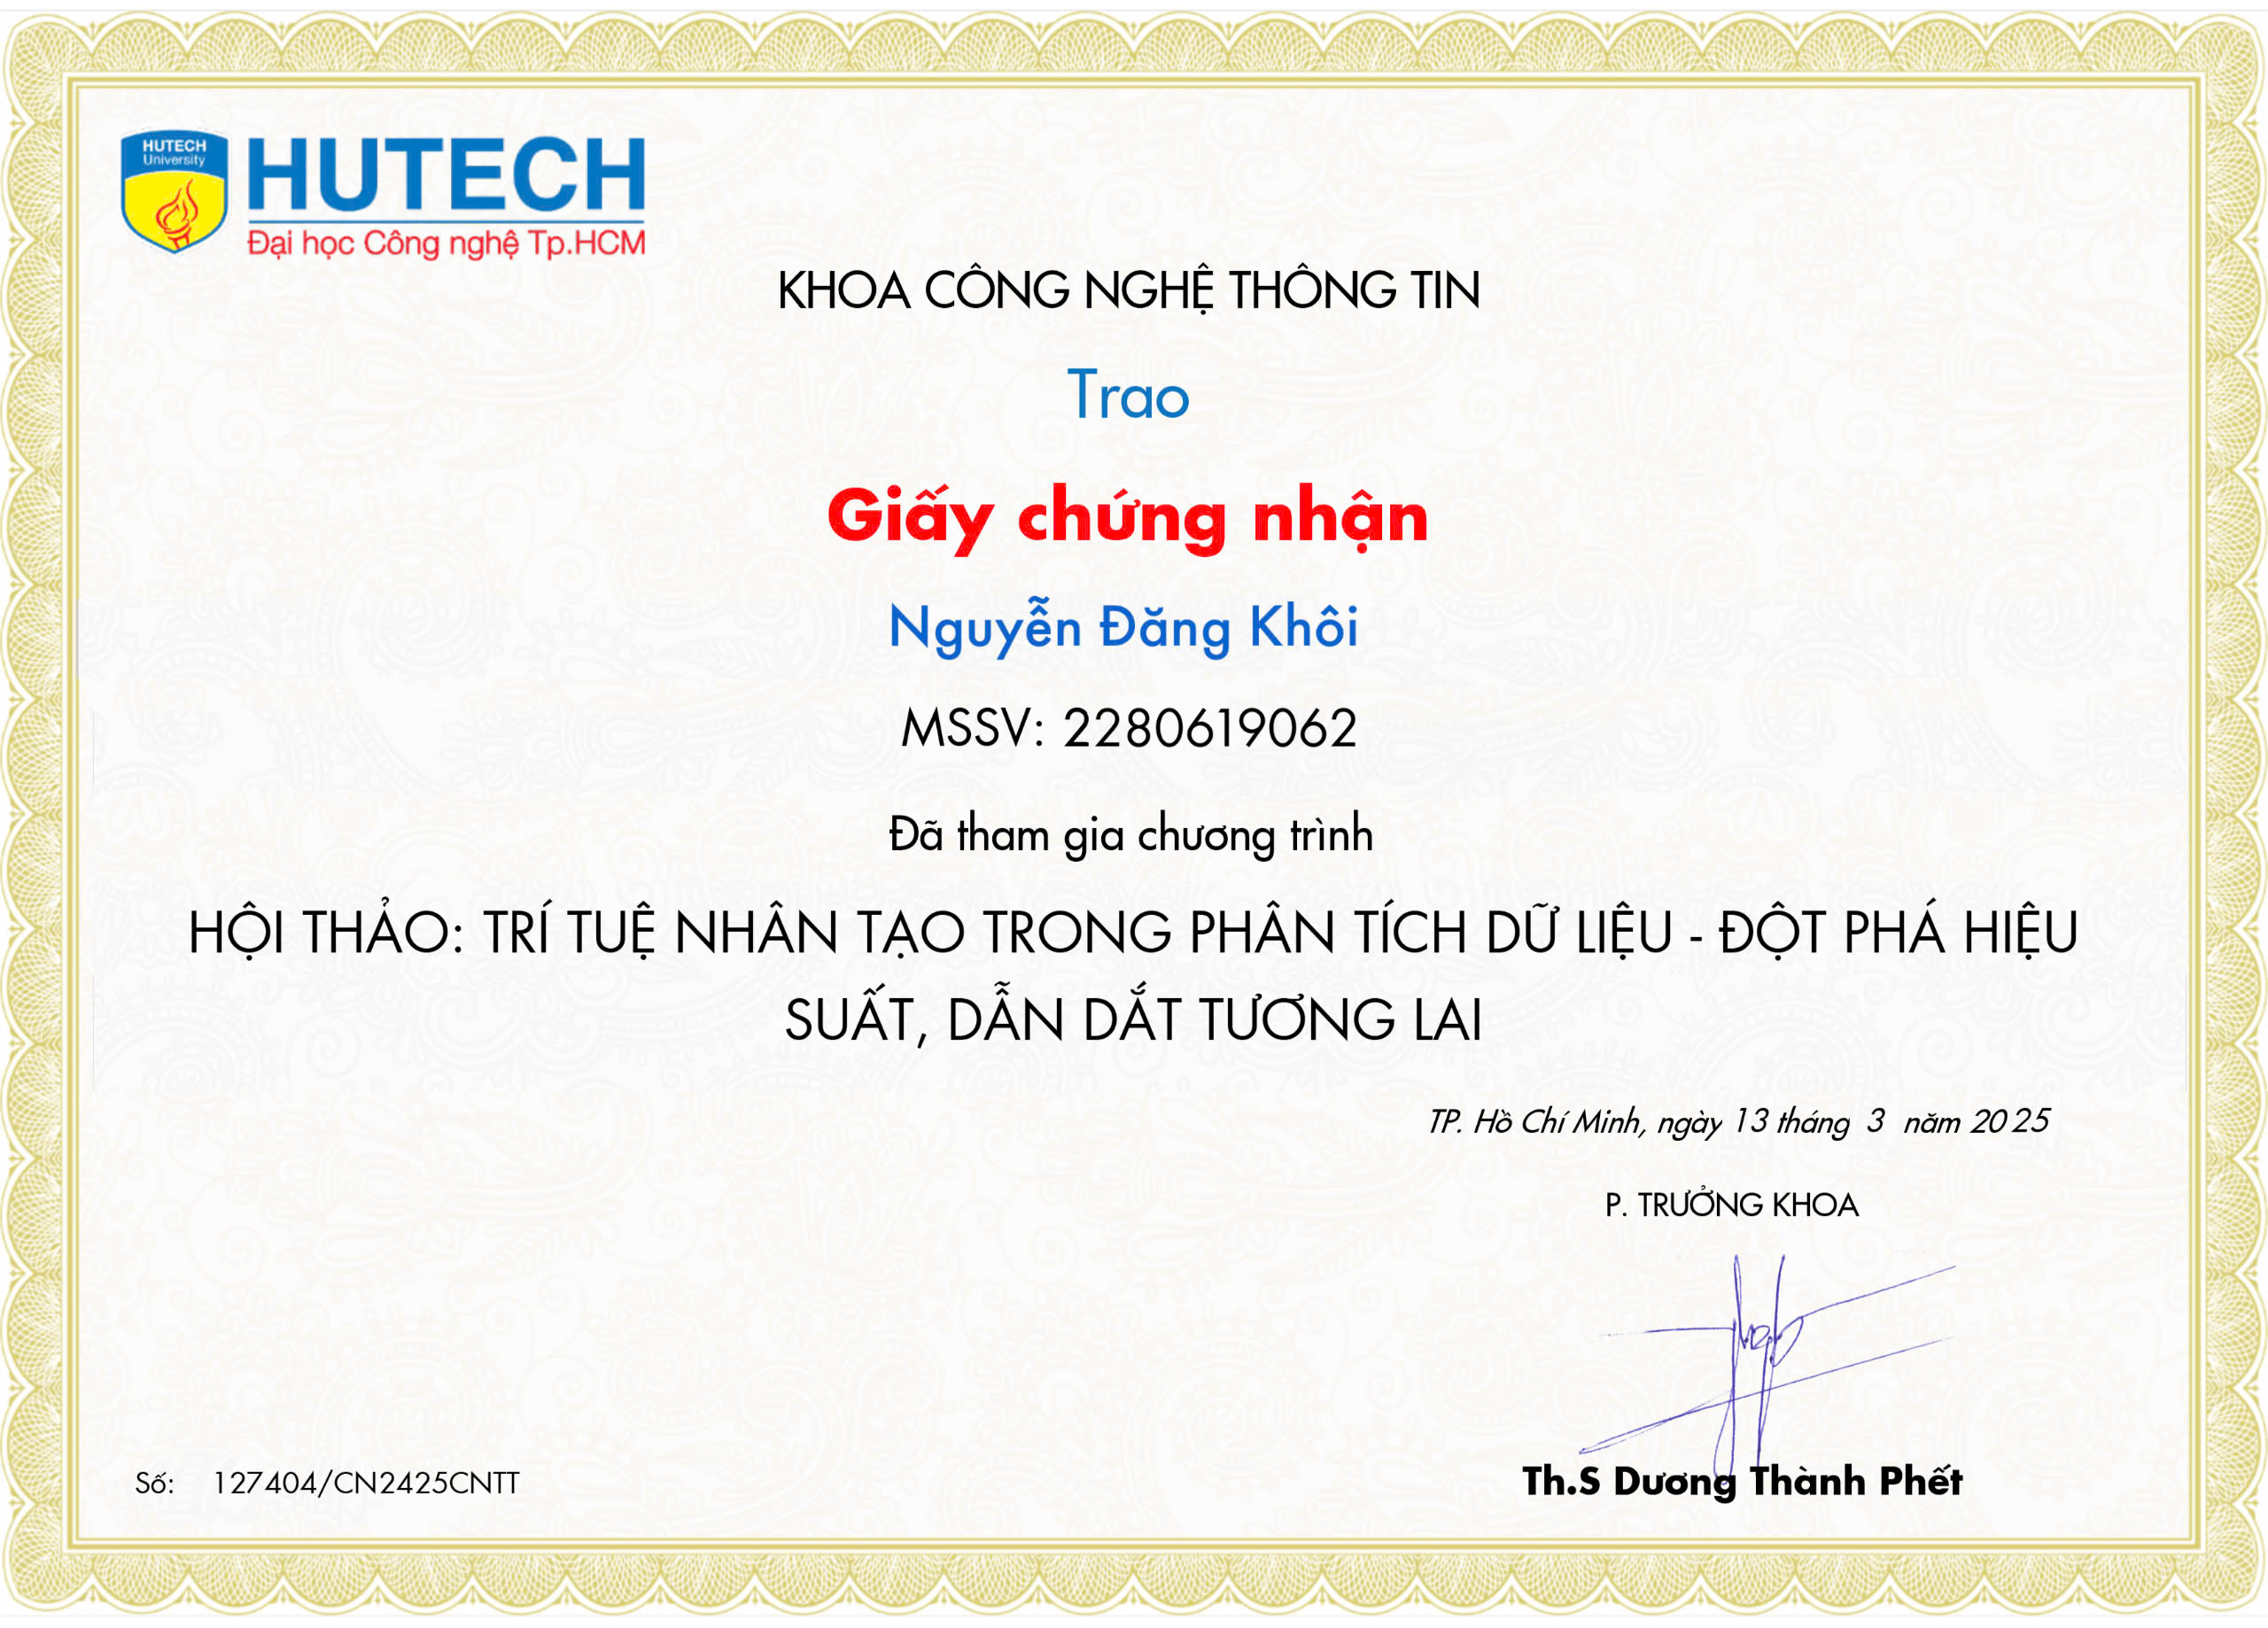 HUTECH
University
HUTECH
Đại học Công nghệ Tp.HCM
KHOA CÔNG NGHỆ THÔNG TIN
Trao
Giấy chứng nhận
Nguyễn Đăng Khôi
MSSV: 2280619062
Đã tham gia chương trình
HỘI THẢO: TRÍ TUỆ NHÂN TẠO TRONG PHÂN TÍCH DỮ LIỆU - ĐỘT PHÁ HIỆU
SUẤT, DẪN DẮT TƯƠNG LAI
TP. Hồ Chí Minh, ngày 13 tháng 3 năm 2025
P. TRƯỞNG KHOA
Th.S Dương Thành Phết
Số: 127404/CN2425CNTT